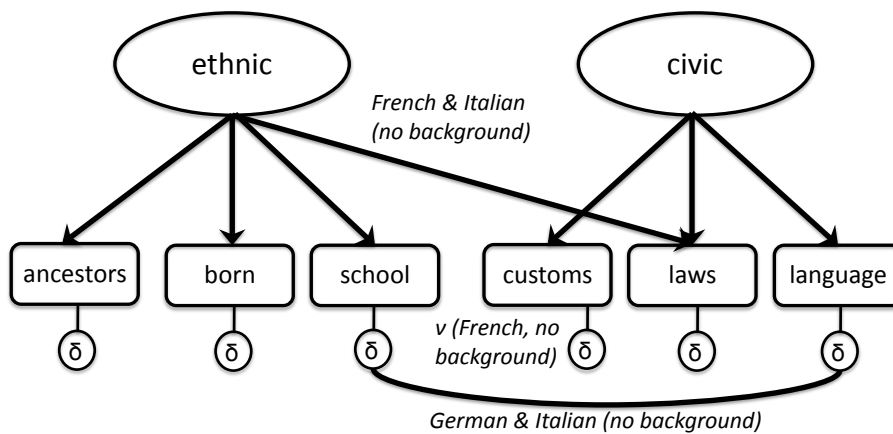 ethnic
civic
French & Italian
(no background)
ancestors
born
school
customs
laws
language
v (French, no
background)
δ
δ
δ
δ
δ
δ
German & Italian (no background)